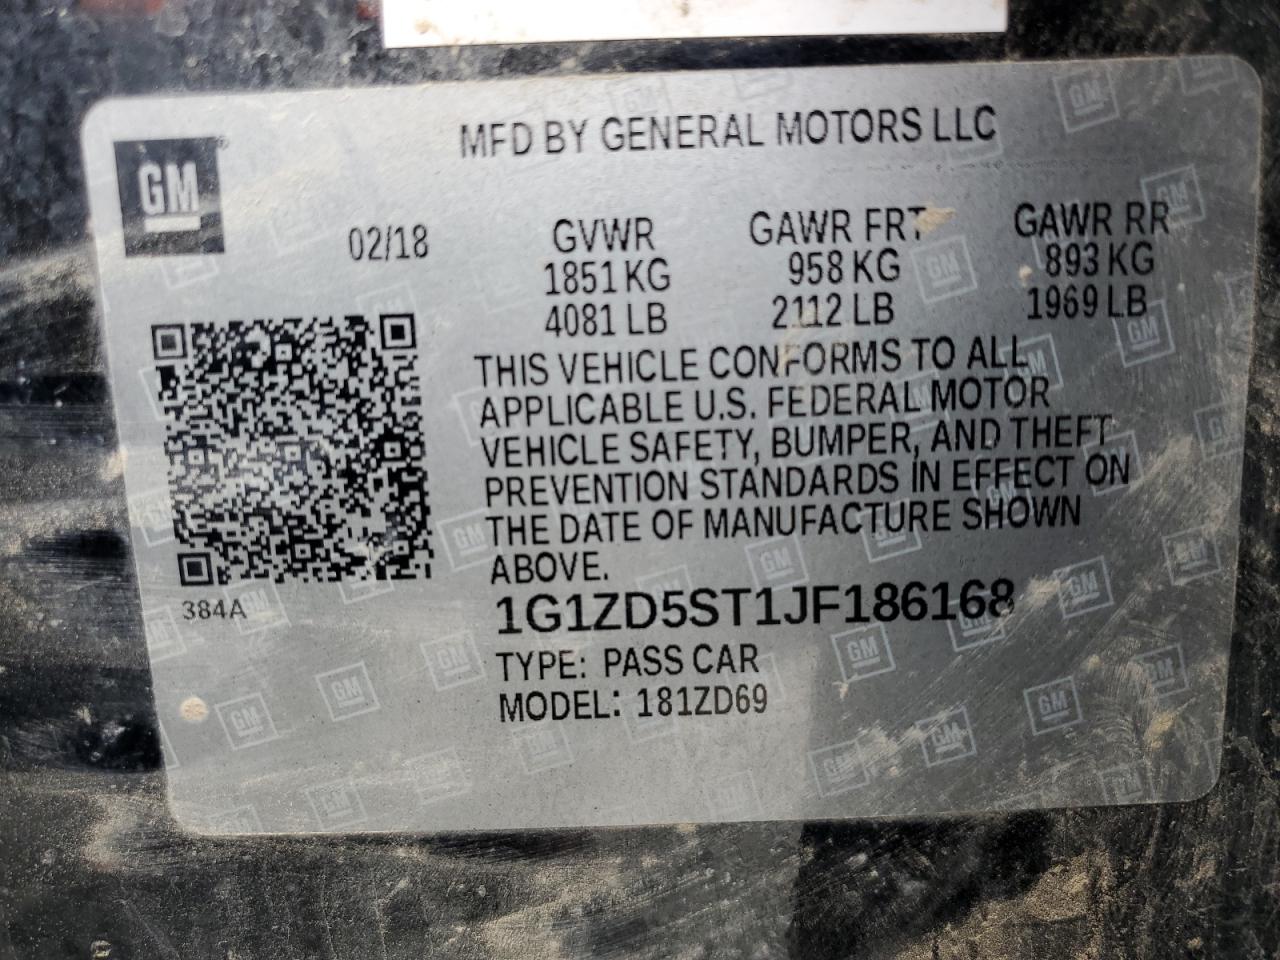 MFD BY GENERAL MOTORS LLC
GM
02/18 GVWR GAWR FRT GAWR RR
1851 KG 958 KG 893 KG
4081 LB 2112 LB 1969 LB
THIS VEHICLE CONFORMS TO ALL
APPLICABLE U.S. FEDERAL MOTOR
VEHICLE SAFETY, BUMPER, AND THEFT
PREVENTION STANDARDS IN EFFECT ON
THE DATE OF MANUFACTURE SHOWN
ABOVE.
384A
1G1ZD5ST1JF186168
TYPE: PASS CAR
MODEL: 181ZD69